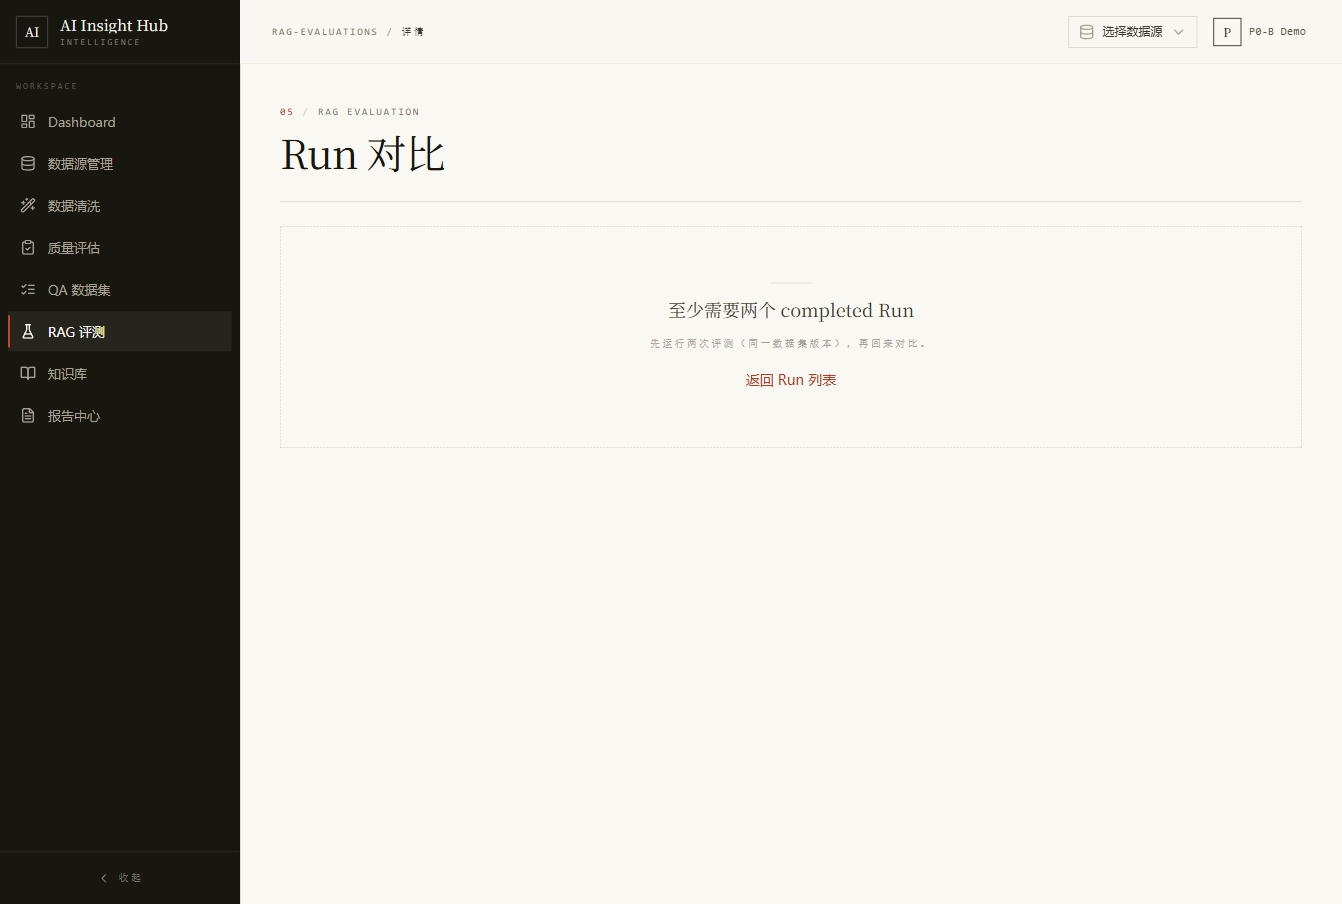 AI
AI Insight Hub
INTELLIGENCE
WORKSPACE
Dashboard
数据源管理
数据清洗
质量评估
QA 数据集
RAG 评测
知识库
报告中心
收起
RAG-EVALUATIONS / 详情
选择数据源
P
P0-B Demo
05 / RAG EVALUATION
Run 对比
至少需要两个 completed Run
先运行两次评测（同一数据集版本），再回来对比。
返回 Run 列表